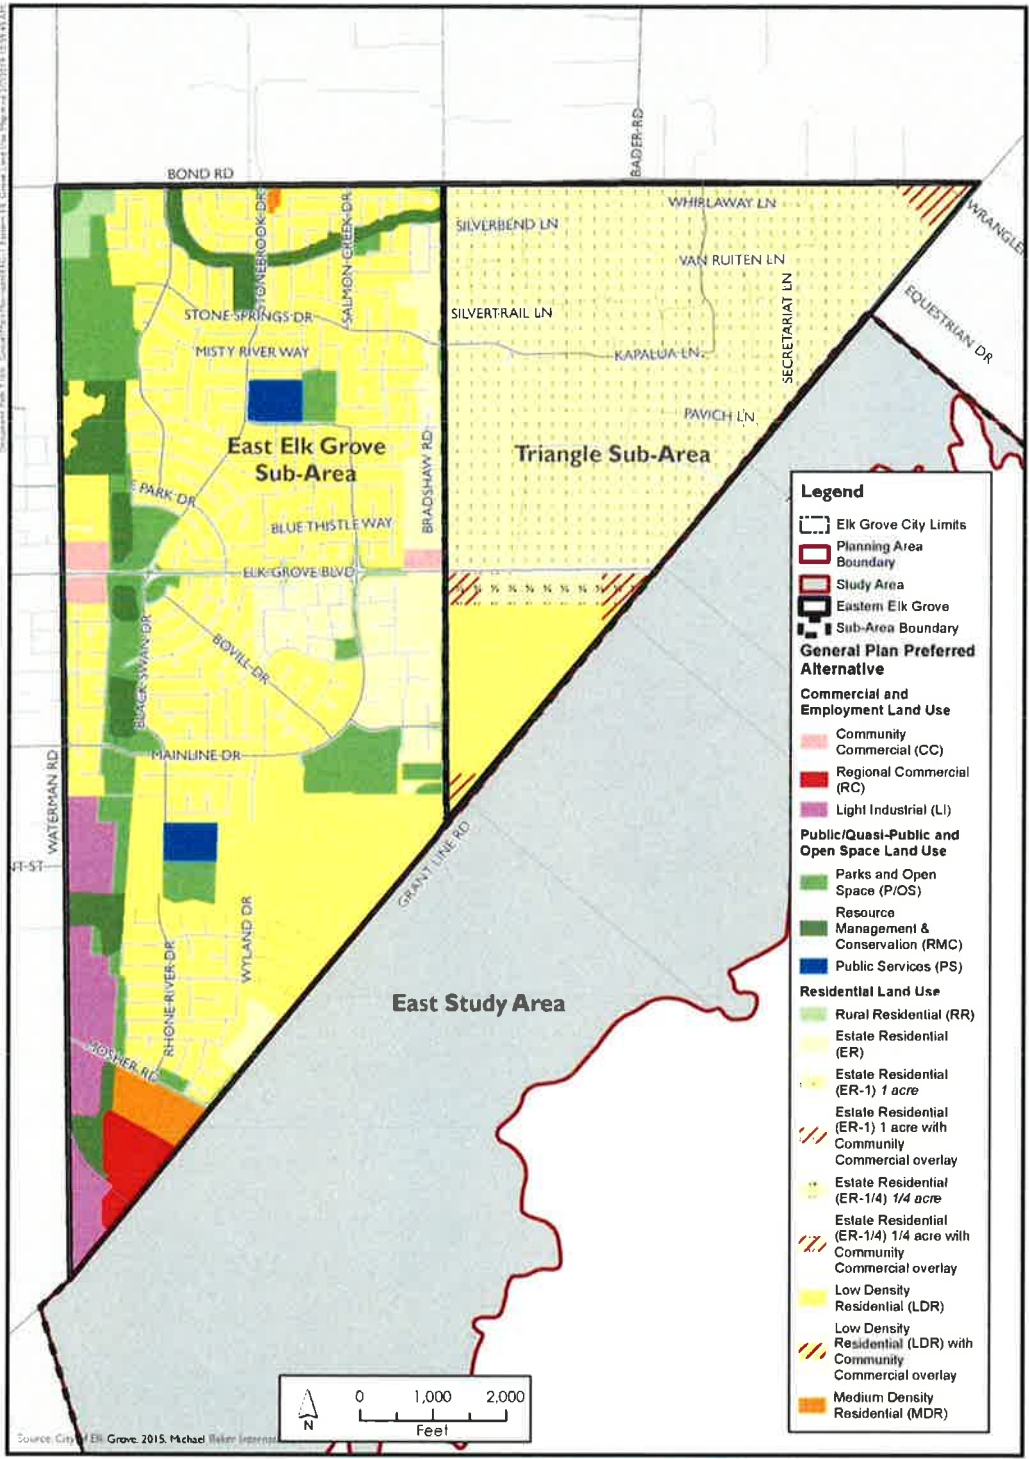 BOND RD
BADER-RD
WHIRLAWAY LN
WRANGLE
SILVERBEND LN
STONEBROOK-DR
SALMON-CREEK-DR
VAN RUITEN LN
SECRETARIAT LN
EQUESTRIAN DR
STONE-SPRINGS-DR
SILVERTRAIL LN
MISTY RIVER WAY
KAPALUA-LN
PAVICH LN
East Elk Grove
Sub-Area
BRADSHAW RD
Triangle Sub-Area
E PARK-DR
BLUE THISTLE WAY
ELK-GROVE BLVD
BLACK-SWAN-DR
BOVILL-DR
MAINLINE-DR
WATERMAN RD
NT-ST
GRANT LINE RD
RHONE-RIVER-DR
WYLAND DR
MOSHER RD
East Study Area
Legend
Elk Grove City Limits
Planning Area
Boundary
Study Area
Eastern Elk Grove
Sub-Area Boundary
General Plan Preferred
Alternative
Commercial and
Employment Land Use
Community
Commercial (CC)
Regional Commercial
(RC)
Light Industrial (LI)
Public/Quasi-Public and
Open Space Land Use
Parks and Open
Space (P/OS)
Resource
Management &
Conservation (RMC)
Public Services (PS)
Residential Land Use
Rural Residential (RR)
Estate Residential
(ER)
Estate Residential
(ER-1) 1 acre
Estate Residential
(ER-1) 1 acre with
Community
Commercial overlay
Estate Residential
(ER-1/4) 1/4 acre
Estate Residential
(ER-1/4) 1/4 acre with
Community
Commercial overlay
Low Density
Residential (LDR)
Low Density
Residential (LDR) with
Community
Commercial overlay
Medium Density
Residential (MDR)
N
0 1,000 2,000
Feet
Source: City of Elk Grove, 2015, Michael Baker